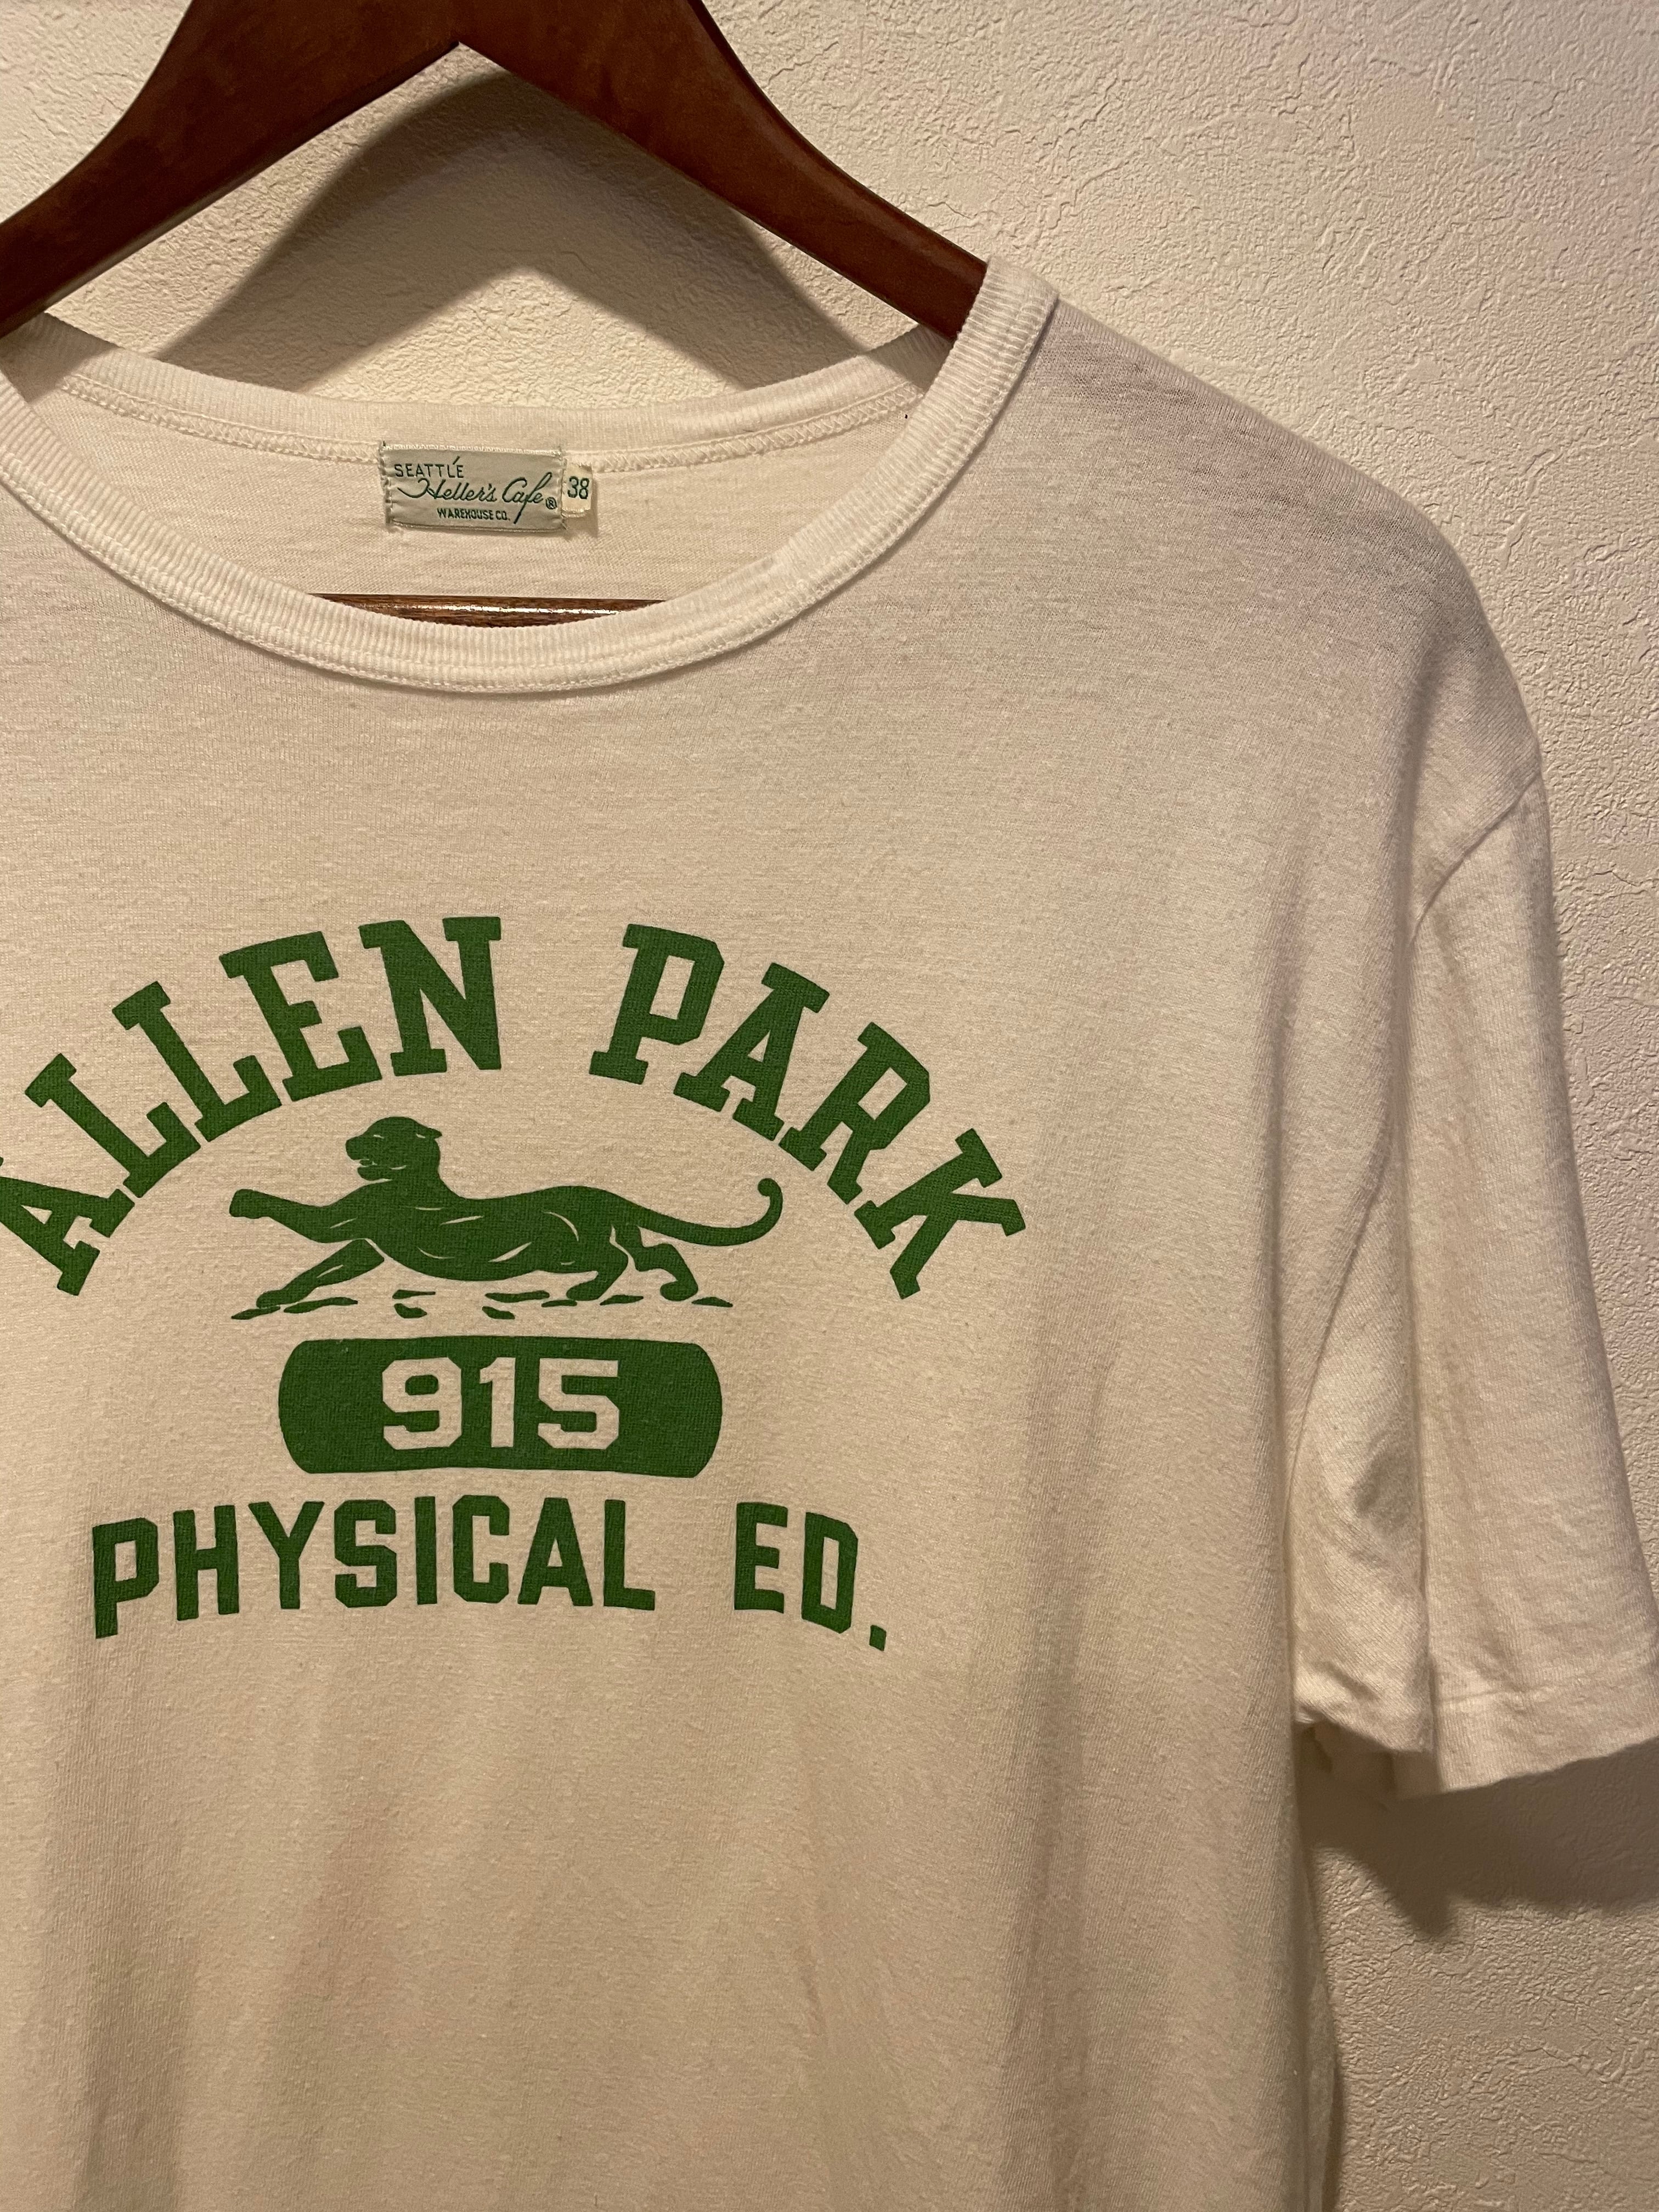 SEATTLE
Heller's Cafe®
WAREHOUSE CO.
38
ALLEN PARK
915
PHYSICAL ED.